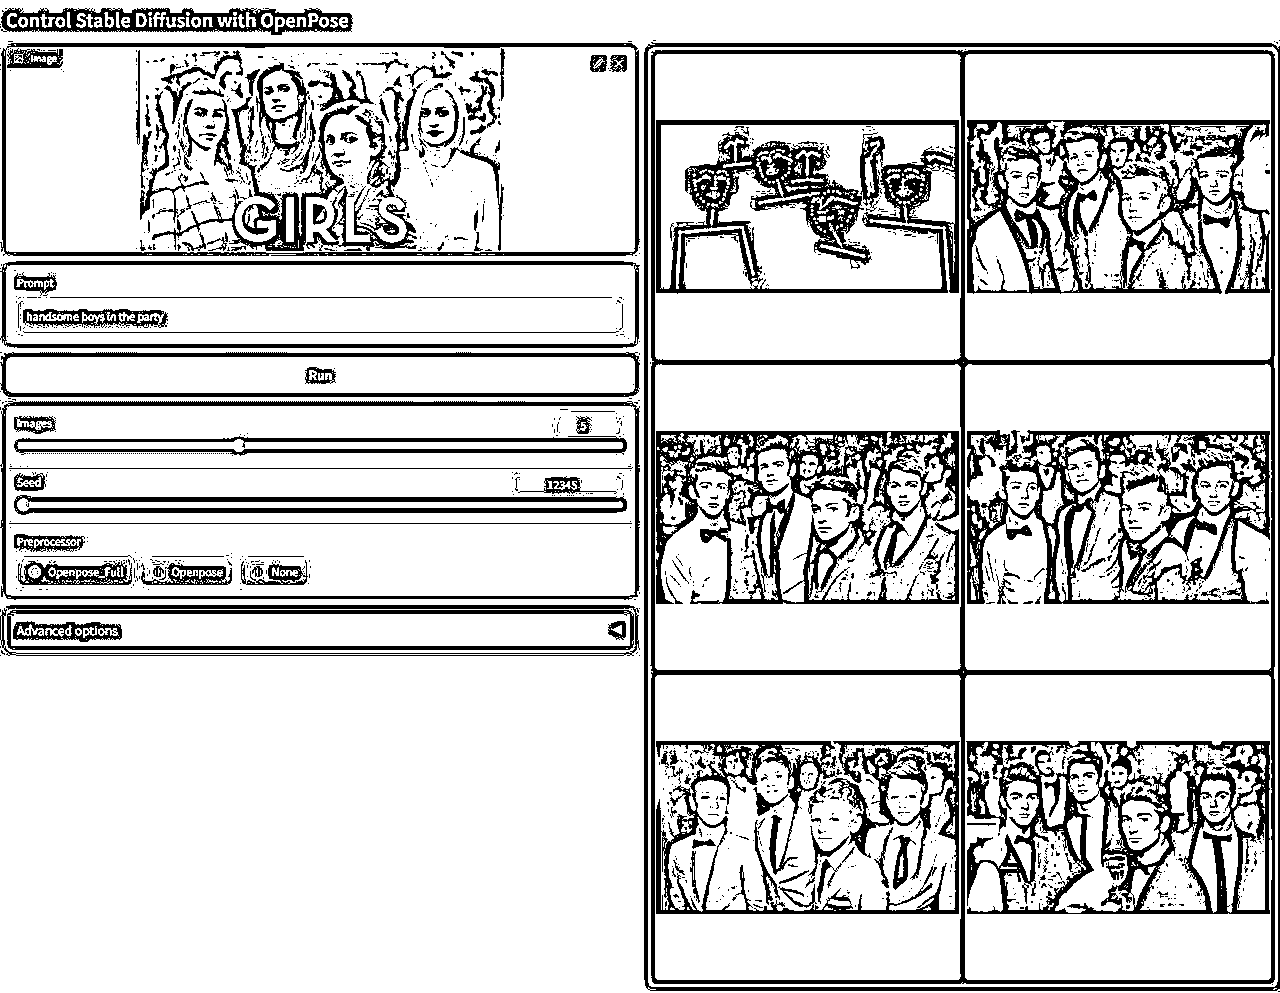 Control Stable Diffusion with OpenPose
Image
GIRLS
Prompt
handsome boys in the party
Run
Images
5
Seed
12345
Preprocessor
Openpose_Full
Openpose
None
Advanced options